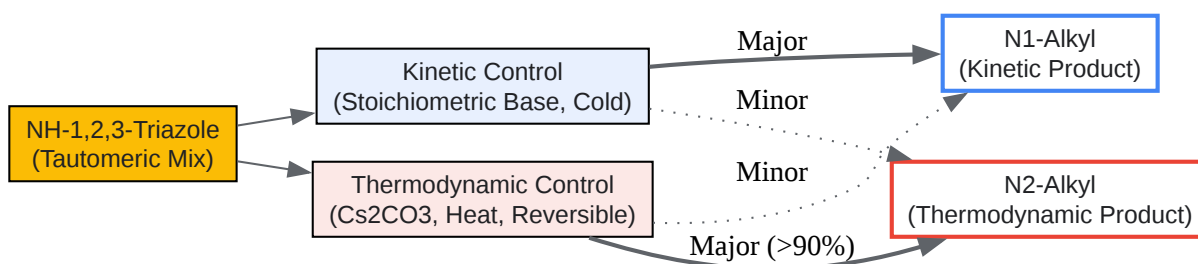 NH-1,2,3-Triazole
(Tautomeric Mix)
Kinetic Control
(Stoichiometric Base, Cold)
Thermodynamic Control
(Cs2CO3, Heat, Reversible)
Major
Minor
Minor
Major (>90%)
N1-Alkyl
(Kinetic Product)
N2-Alkyl
(Thermodynamic Product)